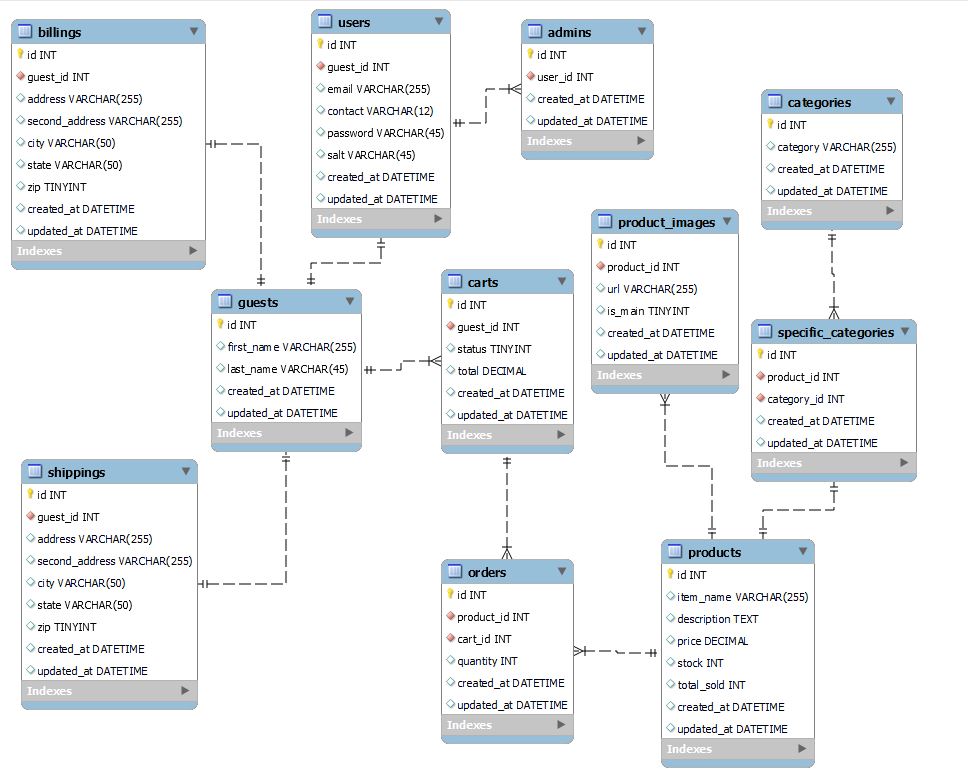 billings
id INT
guest_id INT
address VARCHAR(255)
second_address VARCHAR(255)
city VARCHAR(50)
state VARCHAR(50)
zip TINYINT
created_at DATETIME
updated_at DATETIME
Indexes
users
id INT
guest_id INT
email VARCHAR(255)
contact VARCHAR(12)
password VARCHAR(45)
salt VARCHAR(45)
created_at DATETIME
updated_at DATETIME
Indexes
admins
id INT
user_id INT
created_at DATETIME
updated_at DATETIME
Indexes
categories
id INT
category VARCHAR(255)
created_at DATETIME
updated_at DATETIME
Indexes
product_images
id INT
product_id INT
url VARCHAR(255)
is_main TINYINT
created_at DATETIME
updated_at DATETIME
Indexes
guests
id INT
first_name VARCHAR(255)
last_name VARCHAR(45)
created_at DATETIME
updated_at DATETIME
Indexes
carts
id INT
guest_id INT
status TINYINT
total DECIMAL
created_at DATETIME
updated_at DATETIME
Indexes
specific_categories
id INT
product_id INT
category_id INT
created_at DATETIME
updated_at DATETIME
Indexes
shippings
id INT
guest_id INT
address VARCHAR(255)
second_address VARCHAR(255)
city VARCHAR(50)
state VARCHAR(50)
zip TINYINT
created_at DATETIME
updated_at DATETIME
Indexes
orders
id INT
product_id INT
cart_id INT
quantity INT
created_at DATETIME
updated_at DATETIME
Indexes
products
id INT
item_name VARCHAR(255)
description TEXT
price DECIMAL
stock INT
total_sold INT
created_at DATETIME
updated_at DATETIME
Indexes